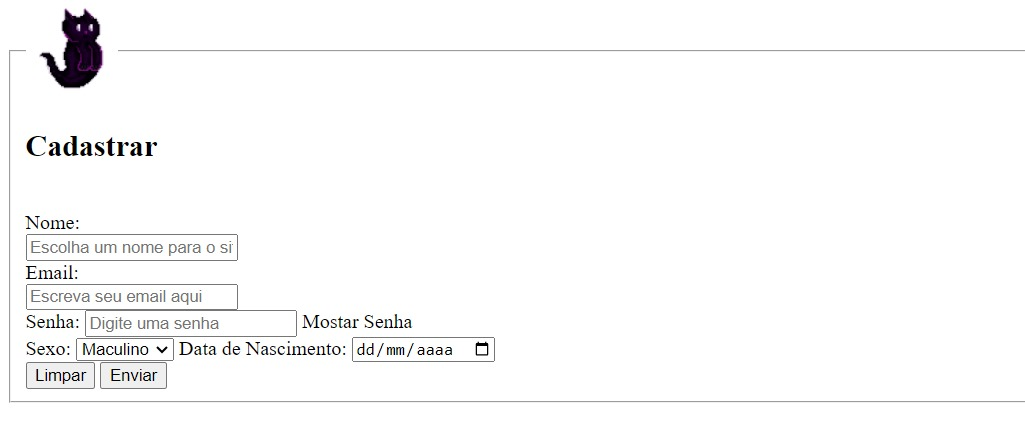 Cadastrar
Nome:
Escolha um nome para o si
Email:
Escreva seu email aqui
Senha: Digite uma senha Mostar Senha
Sexo: Maculino Data de Nascimento: dd/mm/aaaa
Limpar Enviar